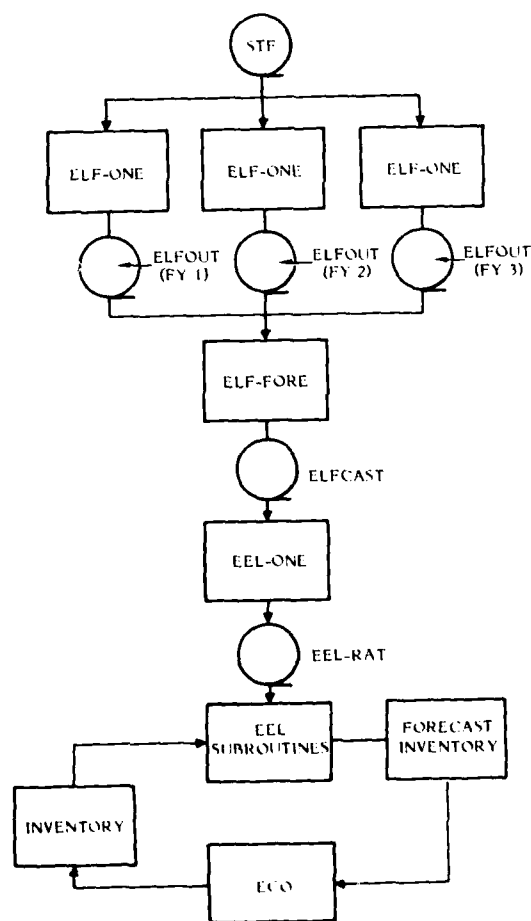 STF
ELF-ONE
ELF-ONE
ELF-ONE
ELFOUT
(FY 1)
ELFOUT
(FY 2)
ELFOUT
(FY 3)
ELF-FORE
ELFCAST
EEL-ONE
EEL-RAT
EEL
SUBROUTINES
FORECAST
INVENTORY
INVENTORY
ECO